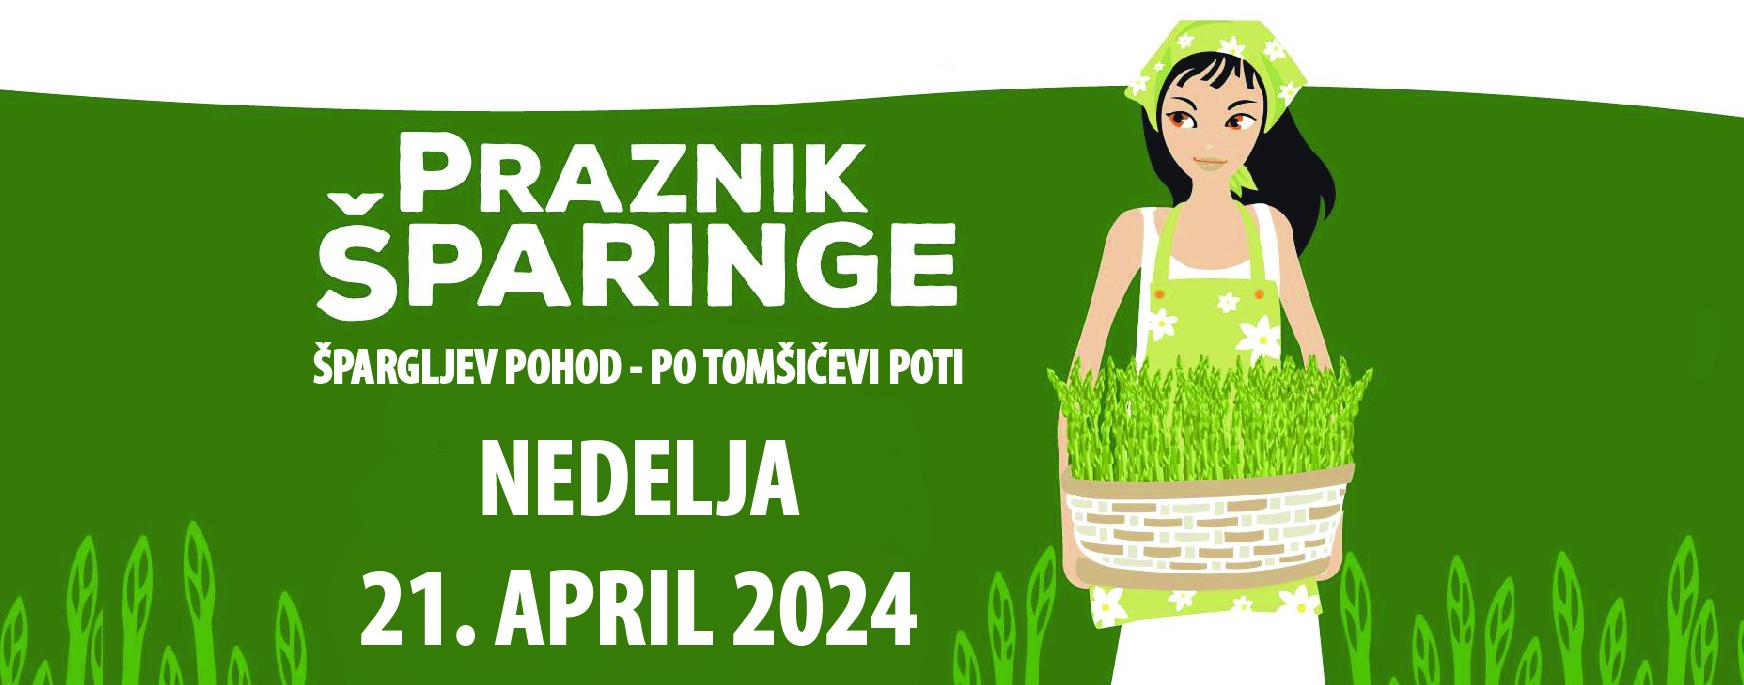 PRAZNIK
ŠPARINGE
ŠPARGLJEV POHOD - PO TOMŠIČEVI POTI
NEDELJA
21. APRIL 2024